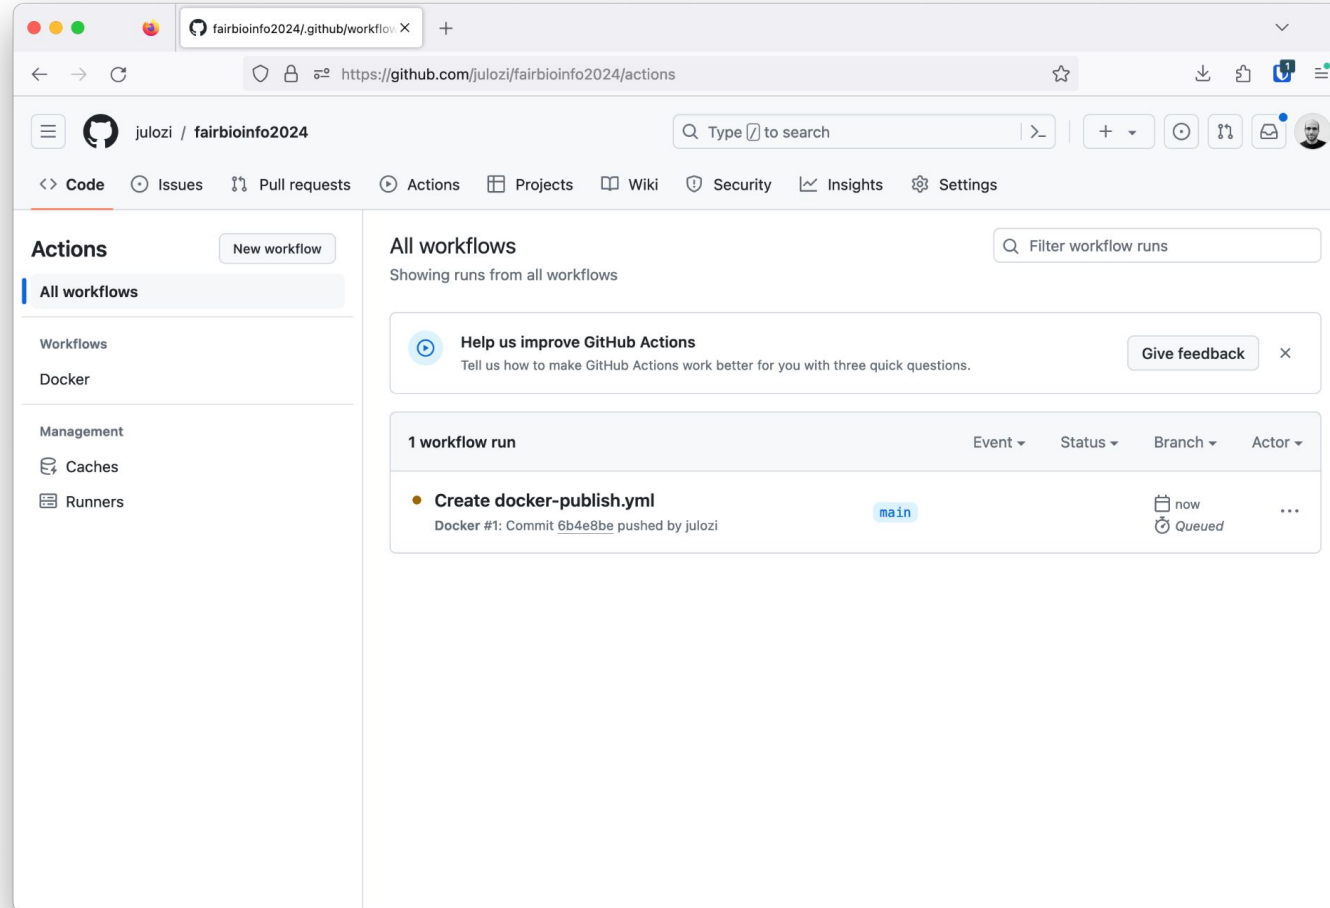 fairbioinfo2024/.github/workflow
https://github.com/julozi/fairbioinfo2024/actions
1
julozi / fairbioinfo2024
Type / to search
Code Issues Pull requests Actions Projects Wiki Security Insights Settings
Actions
New workflow
All workflows
Workflows
Docker
Management
Caches
Runners
All workflows
Showing runs from all workflows
Filter workflow runs
Help us improve GitHub Actions
Tell us how to make GitHub Actions work better for you with three quick questions.
Give feedback
1 workflow run
Event Status Branch Actor
Create docker-publish.yml
Docker #1: Commit 6b4e8be pushed by julozi
main
now
Queued